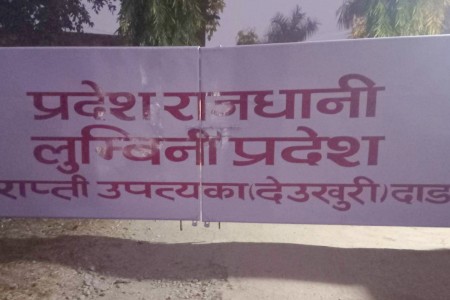 प्रदेश राजधानी
लुम्बिनी प्रदेश
राप्ती उपत्यका(देउखुरी)दाङ